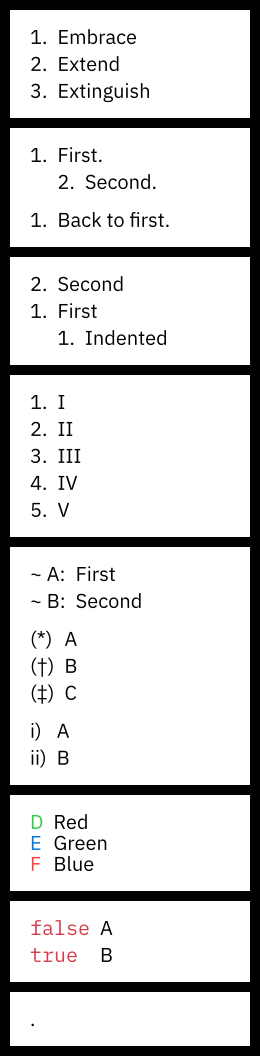 1. Embrace
2. Extend
3. Extinguish
1. First.
2. Second.
1. Back to first.
2. Second
1. First
1. Indented
1. I
2. II
3. III
4. IV
5. V
~ A: First
~ B: Second
(*) A
(†) B
(‡) C
i) A
ii) B
D Red
E Green
F Blue
false A
true B
.